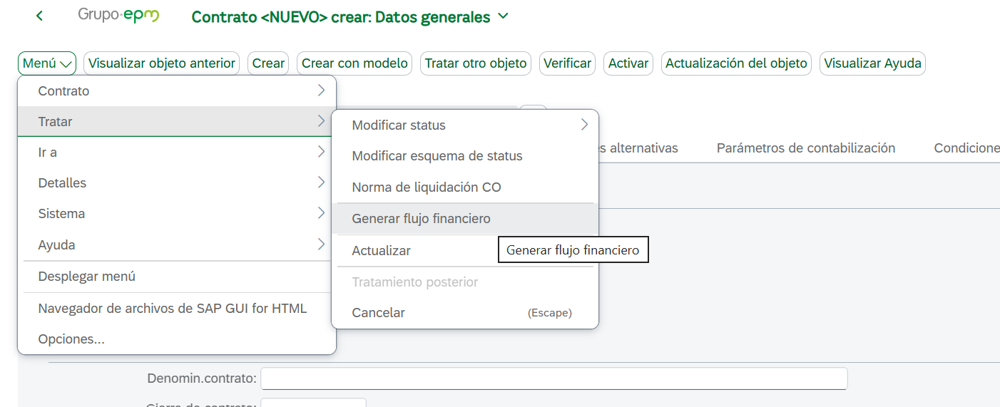 Grupo·epm Contrato <NUEVO> crear: Datos generales
Menú Visualizar objeto anterior Crear Crear con modelo Tratar otro objeto Verificar Activar Actualización del objeto Visualizar Ayuda
Contrato
Tratar
Ir a
Detalles
Sistema
Ayuda
Desplegar menú
Navegador de archivos de SAP GUI for HTML
Opciones...
Modificar status
Modificar esquema de status
Norma de liquidación CO
Generar flujo financiero
Actualizar
Tratamiento posterior
Cancelar (Escape)
Generar flujo financiero
alternativas Parámetros de contabilización Condicione
Denomin.contrato: